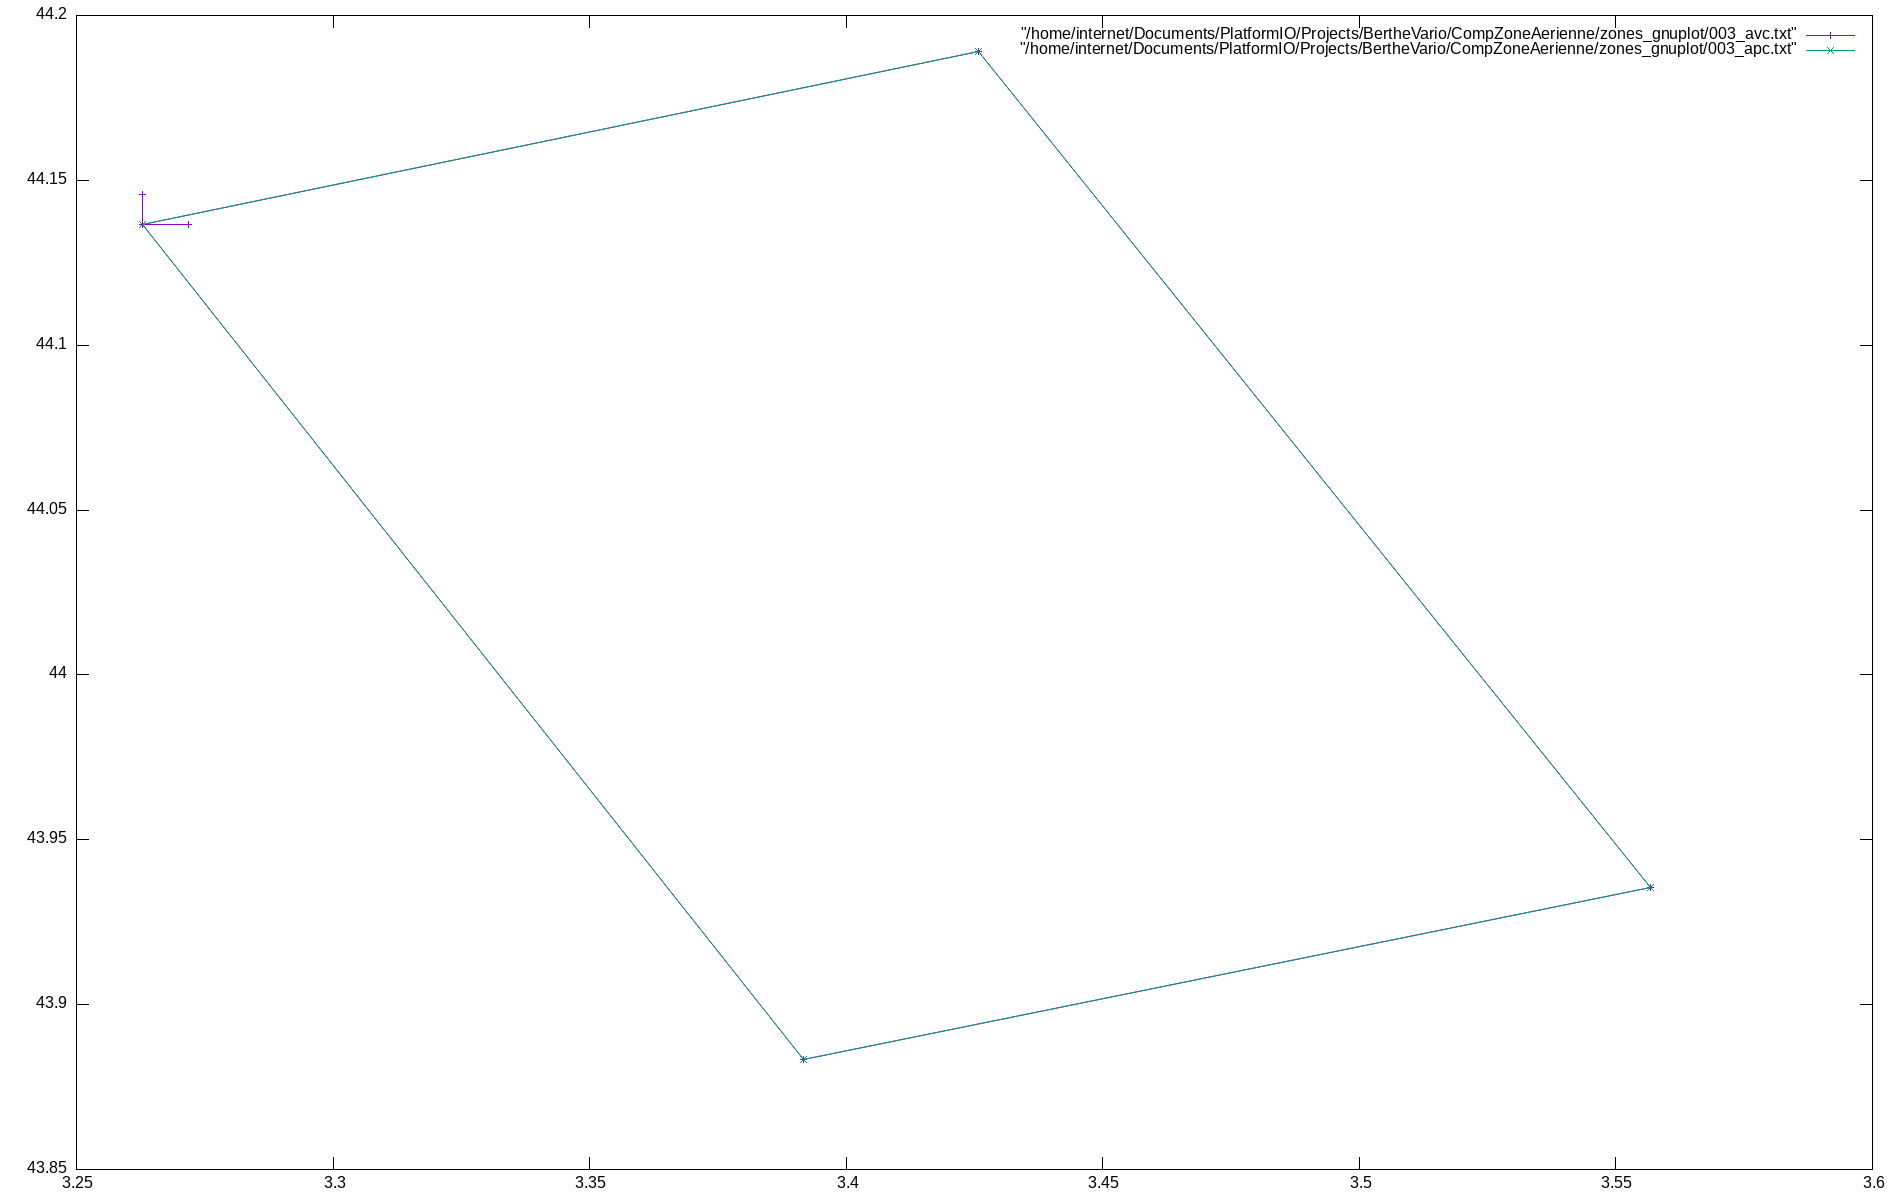 44.2
"/home/internet/Documents/PlatformIO/Projects/BertheVario/CompZoneAerienne/zones_gnuplot/003_avc.txt"
"/home/internet/Documents/PlatformIO/Projects/BertheVario/CompZoneAerienne/zones_gnuplot/003_apc.txt"
44.15
44.1
44.05
44
43.95
43.9
43.85
3.25 3.3 3.35 3.4 3.45 3.5 3.55 3.6